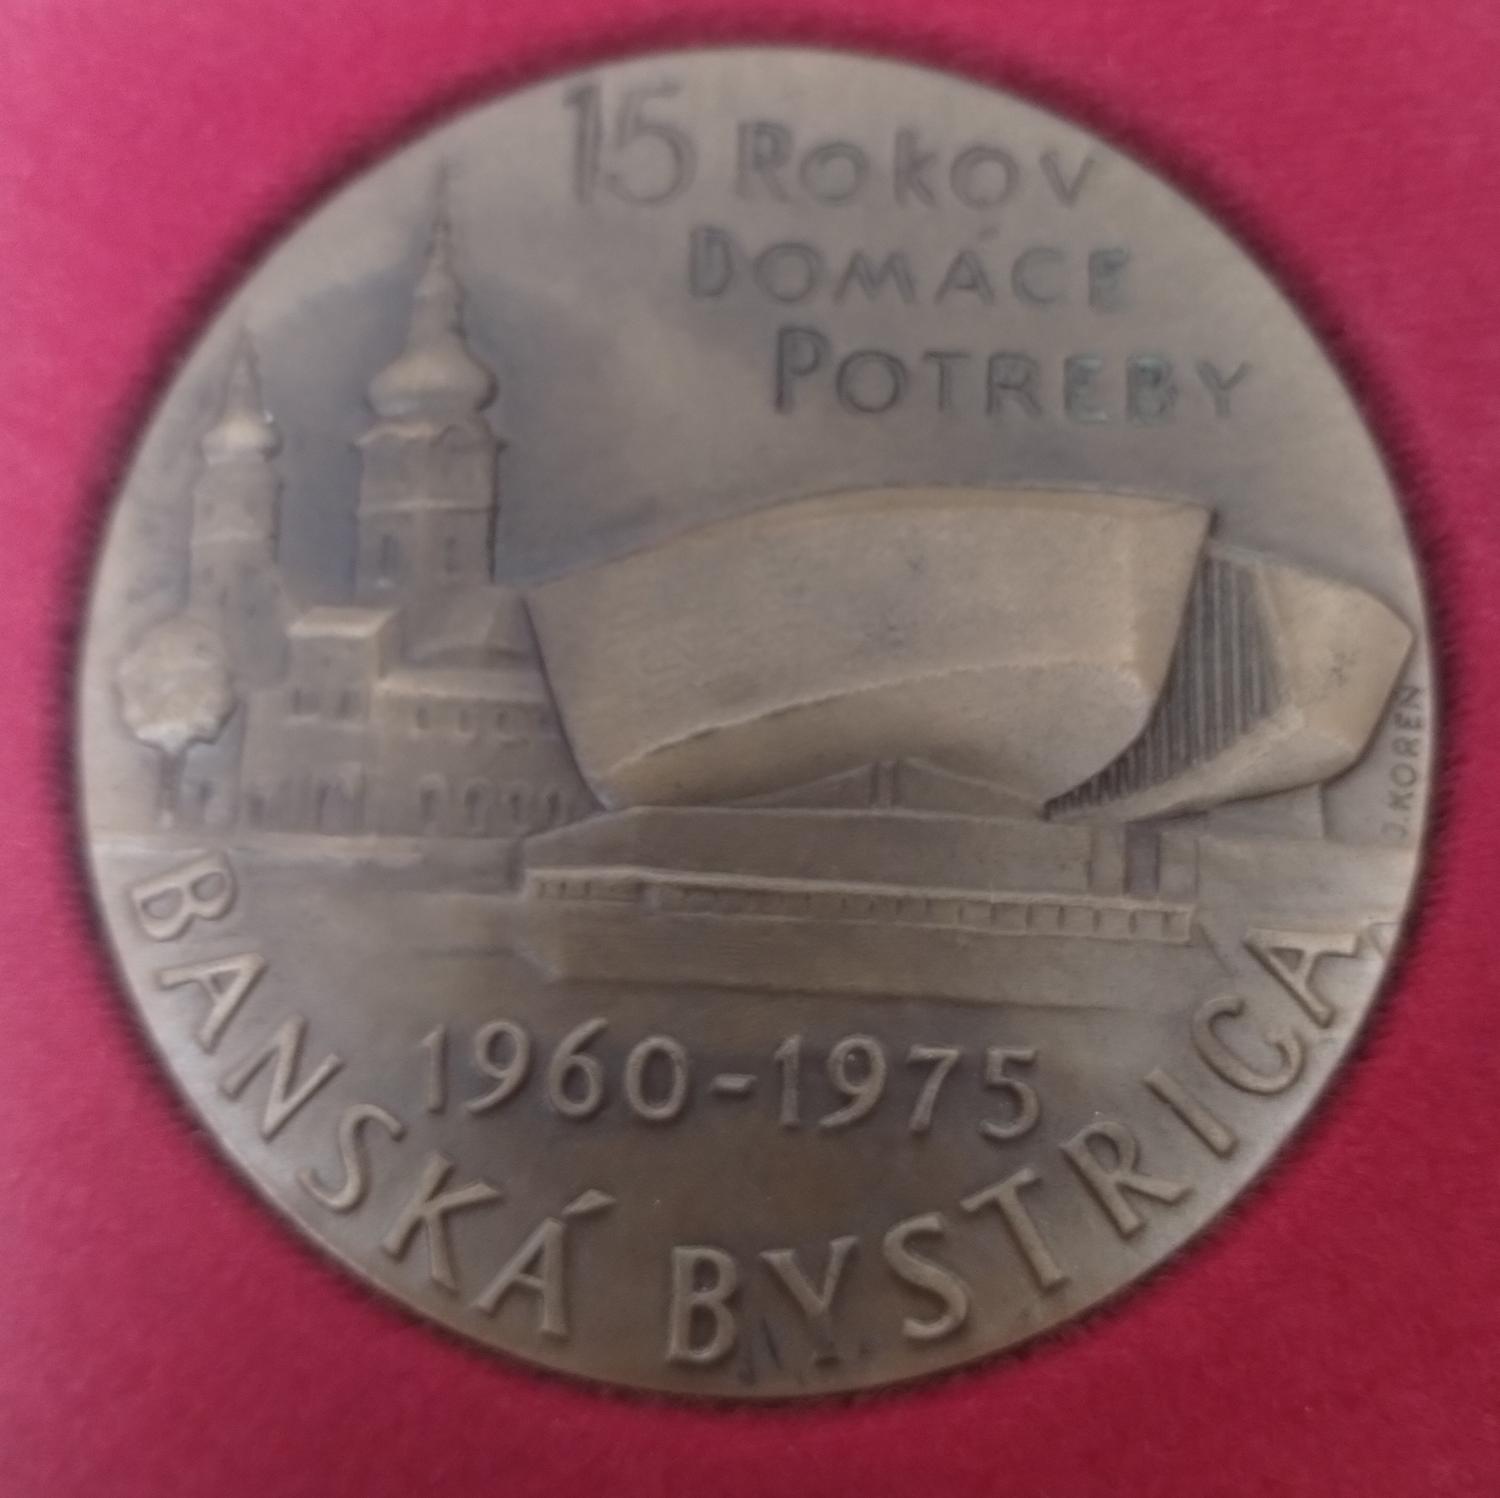 15 ROKOV
DOMÁCE
POTREBY
J.KOREŇ
1960-1975
BANSKÁ BYSTRICA